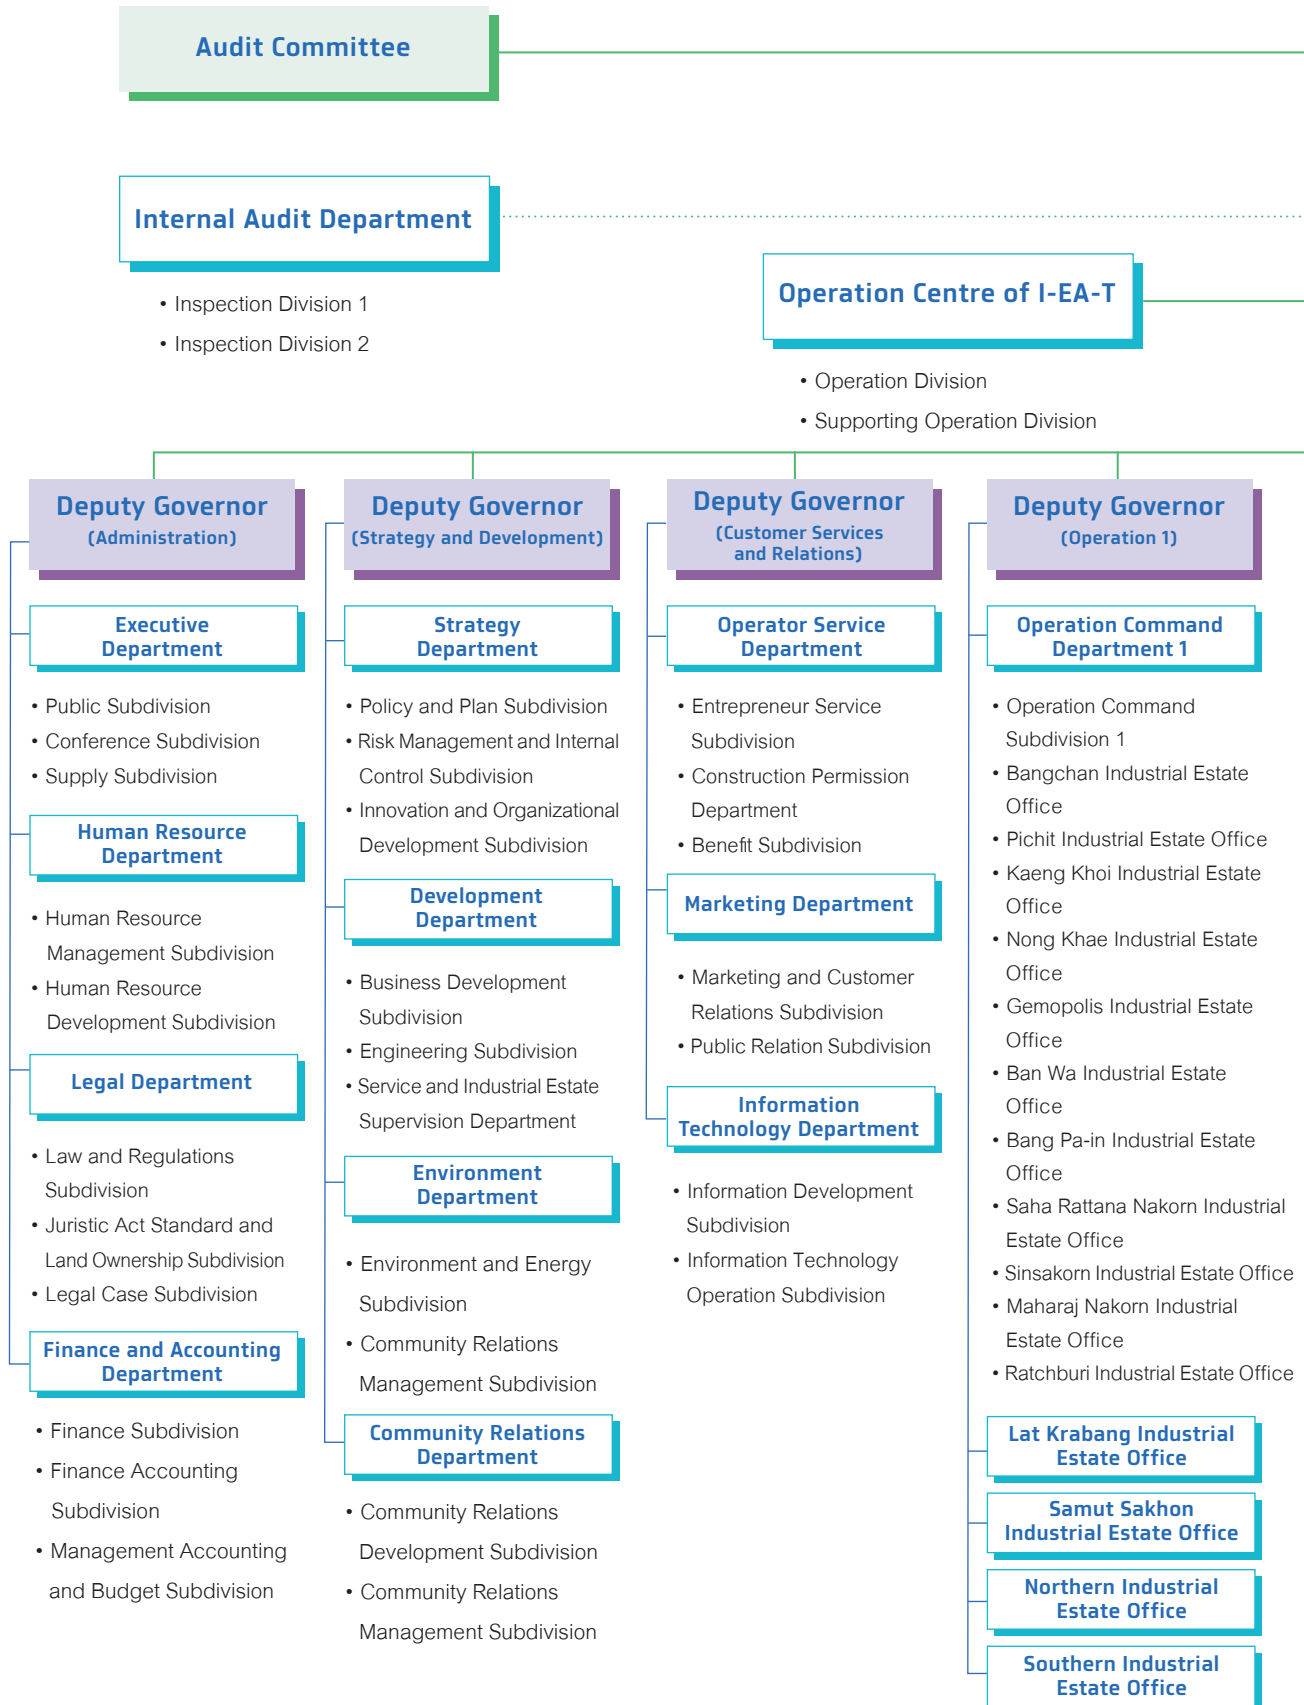 Audit Committee
Internal Audit Department
• Inspection Division 1
• Inspection Division 2
Operation Centre of I-EA-T
• Operation Division
• Supporting Operation Division
Deputy Governor
(Administration)
Executive
Department
• Public Subdivision
• Conference Subdivision
• Supply Subdivision
Human Resource
Department
• Human Resource
Management Subdivision
• Human Resource
Development Subdivision
Legal Department
• Law and Regulations
Subdivision
• Juristic Act Standard and
Land Ownership Subdivision
• Legal Case Subdivision
Finance and Accounting
Department
• Finance Subdivision
• Finance Accounting
Subdivision
• Management Accounting
and Budget Subdivision
Deputy Governor
(Strategy and Development)
Strategy
Department
• Policy and Plan Subdivision
• Risk Management and Internal
Control Subdivision
• Innovation and Organizational
Development Subdivision
Development
Department
• Business Development
Subdivision
• Engineering Subdivision
• Service and Industrial Estate
Supervision Department
Environment
Department
• Environment and Energy
Subdivision
• Community Relations
Management Subdivision
Community Relations
Department
• Community Relations
Development Subdivision
• Community Relations
Management Subdivision
Deputy Governor
(Customer Services
and Relations)
Operator Service
Department
• Entrepreneur Service
Subdivision
• Construction Permission
Department
• Benefit Subdivision
Marketing Department
• Marketing and Customer
Relations Subdivision
• Public Relation Subdivision
Information
Technology Department
• Information Development
Subdivision
• Information Technology
Operation Subdivision
Deputy Governor
(Operation 1)
Operation Command
Department 1
• Operation Command
Subdivision 1
• Bangchan Industrial Estate
Office
• Pichit Industrial Estate Office
• Kaeng Khoi Industrial Estate
Office
• Nong Khae Industrial Estate
Office
• Gemopolis Industrial Estate
Office
• Ban Wa Industrial Estate
Office
• Bang Pa-in Industrial Estate
Office
• Saha Rattana Nakorn Industrial
Estate Office
• Sinsakorn Industrial Estate Office
• Maharaj Nakorn Industrial
Estate Office
• Ratchburi Industrial Estate Office
Lat Krabang Industrial
Estate Office
Samut Sakhon
Industrial Estate Office
Northern Industrial
Estate Office
Southern Industrial
Estate Office